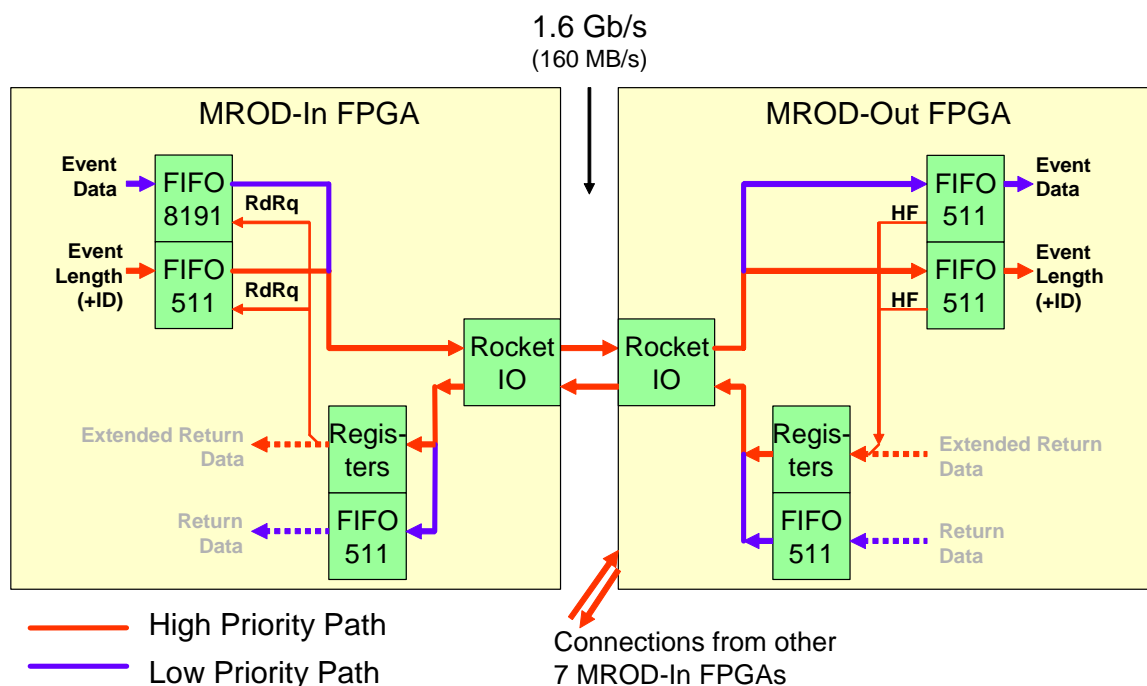 1.6 Gb/s
(160 MB/s)
MROD-In FPGA
Event
Data
FIFO
8191
RdRq
Event
Length
(+ID)
FIFO
511
RdRq
Rocket
IO
Extended Return
Data
Regis-
ters
Return
Data
FIFO
511
MROD-Out FPGA
FIFO
511
Event
Data
HF
FIFO
511
Event
Length
(+ID)
HF
Rocket
IO
Regis-
ters
Extended Return
Data
FIFO
511
Return
Data
High Priority Path
Low Priority Path
Connections from other
7 MROD-In FPGAs